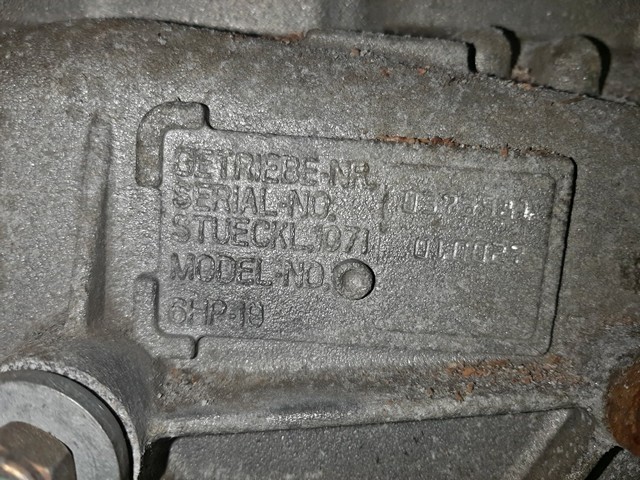 GETRIEBE-NR.
SERIAL-NO.
STUECKL.1071
MODEL-NO.
6HP-19